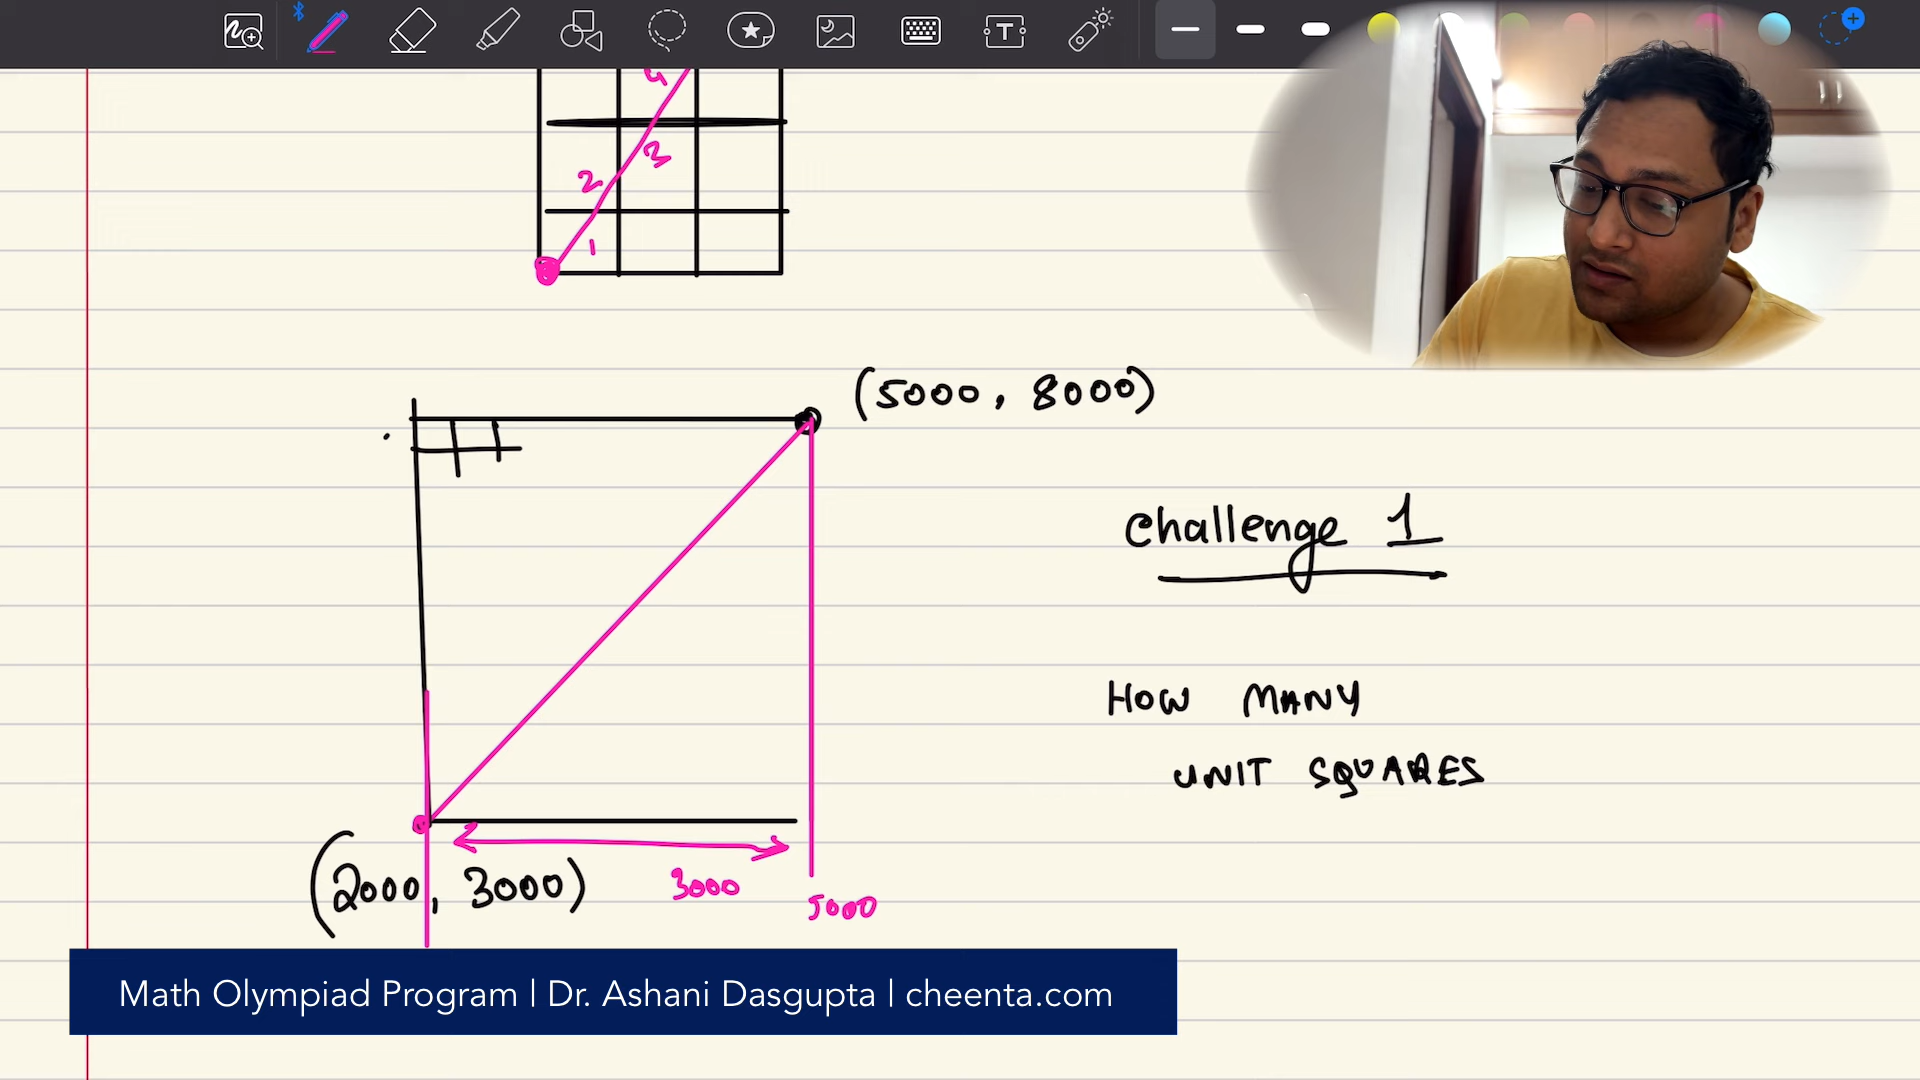 T
4
3
2
1
(5000, 8000)
Challenge 1
HOW MANY
UNIT SQUARES
(2000, 3000)
3000
5000
Math Olympiad Program | Dr. Ashani Dasgupta | cheenta.com